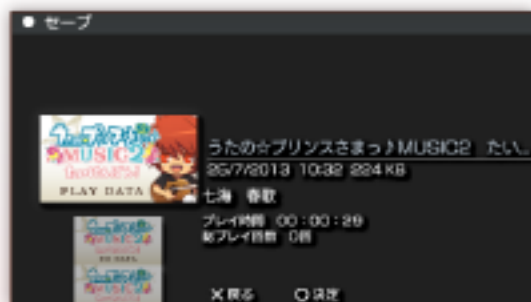 セーブ
うたの☆プリンスさまっ♪MUSIC2 たい...
25/7/2013 10:32 224 KB
七海 春歌
プレイ時間 00:00:29
総プレイ回数 0回
MUSIC2
PLAY DATA
MUSIC2
×戻る ○決定